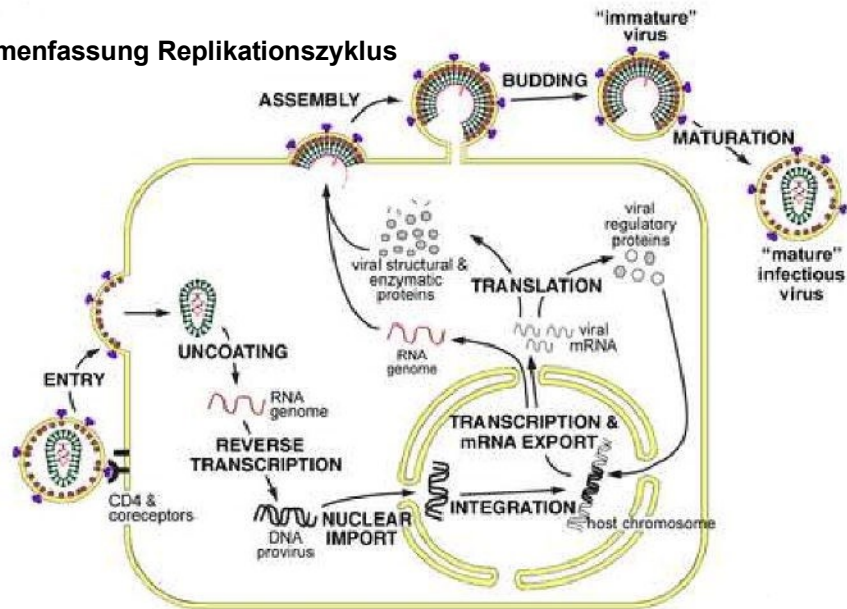 menfassung Replikationszyklus
"immature"
virus
BUDDING
ASSEMBLY
MATURATION
"mature"
infectious
virus
viral
regulatory
proteins
viral structural &
enzymatic
proteins
TRANSLATION
viral
mRNA
RNA
genome
UNCOATING
ENTRY
RNA
genome
REVERSE
TRANSCRIPTION
CD4 &
coreceptors
DNA
provirus
NUCLEAR
IMPORT
TRANSCRIPTION &
mRNA EXPORT
INTEGRATION
host chromosome